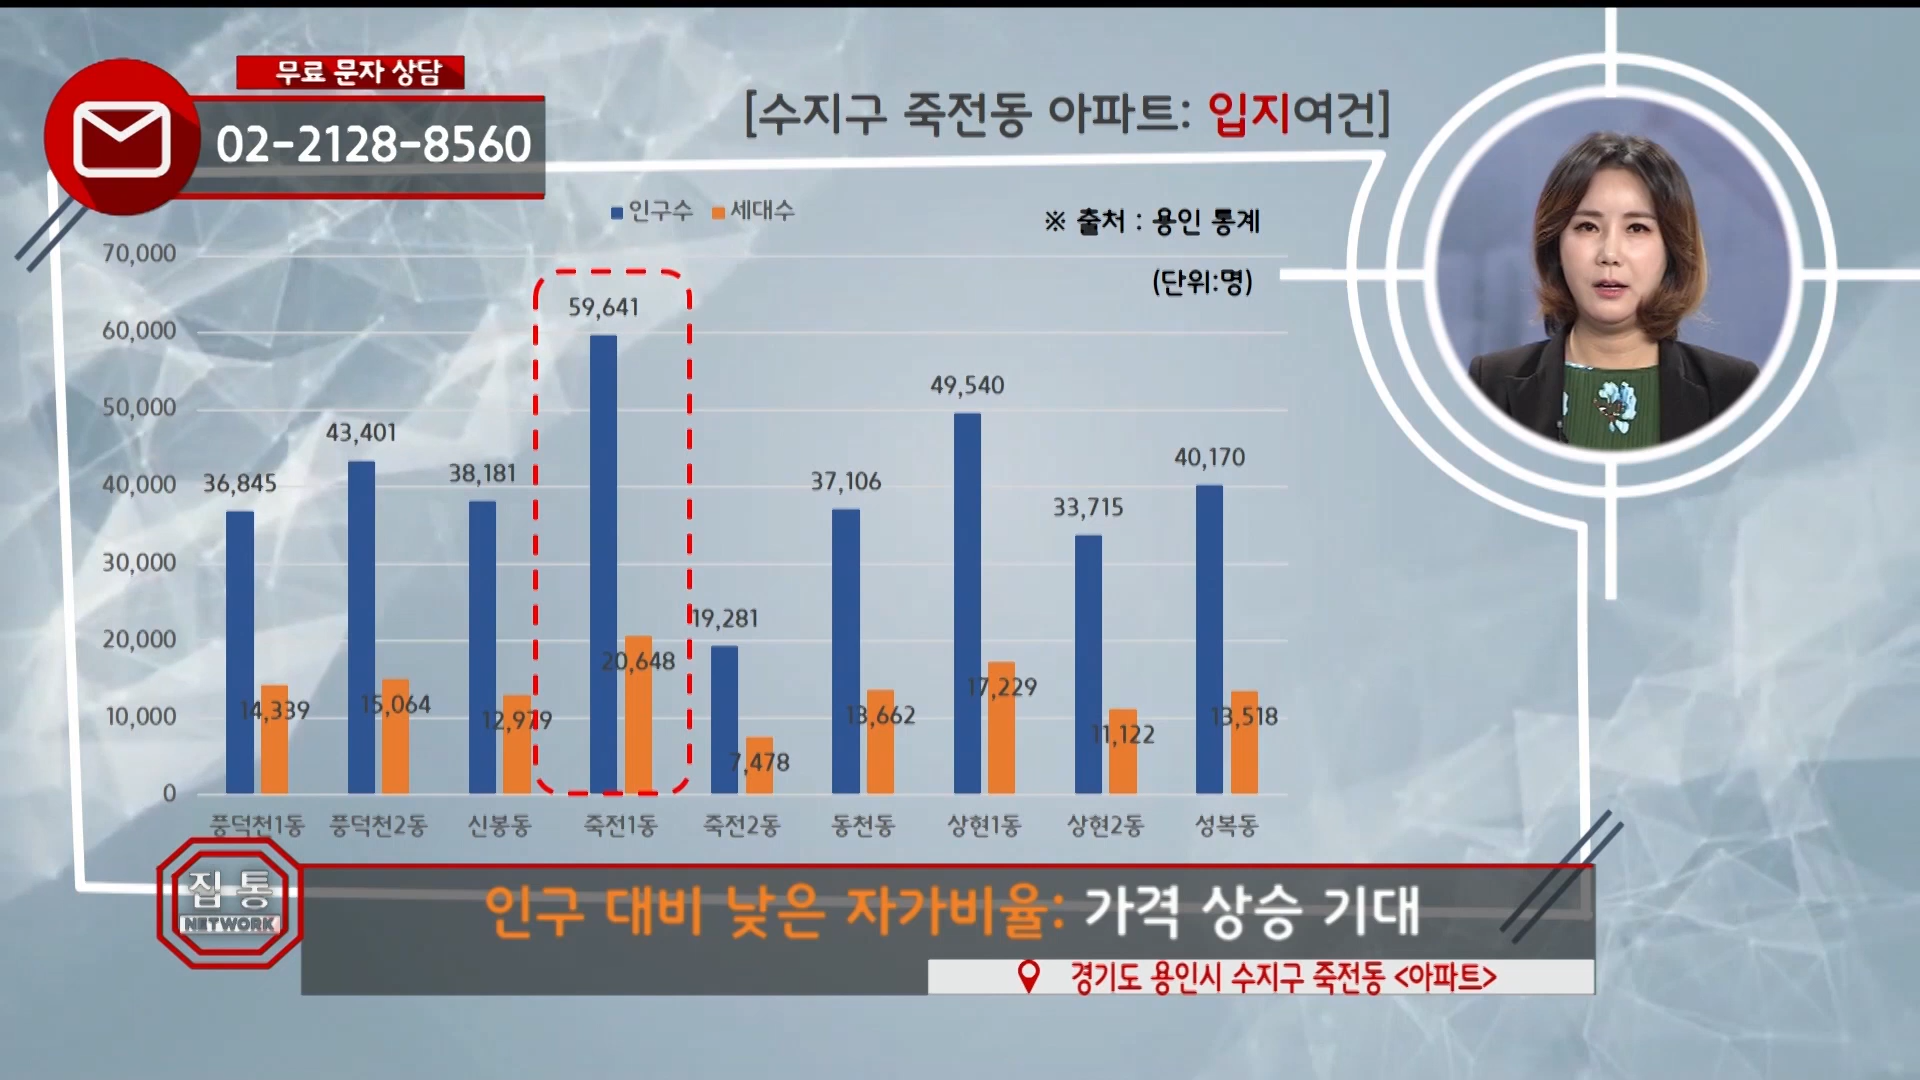 무료 문자 상담
02-2128-8560
[수지구 죽전동 아파트: 입지여건]
인구수 세대수
※ 출처 : 용인 통계
(단위:명)
70,000
60,000
50,000
40,000
30,000
20,000
10,000
0
36,845
43,401
38,181
59,641
19,281
37,106
49,540
33,715
40,170
14,339
15,064
12,979
20,648
7,478
13,662
17,229
11,122
13,518
풍덕천1동 풍덕천2동 신봉동 죽전1동 죽전2동 동천동 상현1동 상현2동 성복동
집통
NETWORK
인구 대비 낮은 자가비율: 가격 상승 기대
경기도 용인시 수지구 죽전동 <아파트>